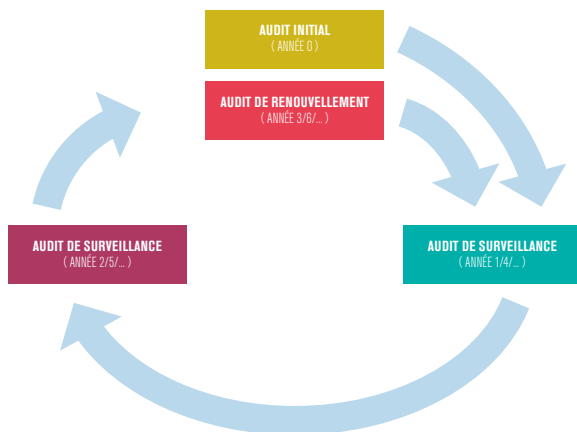 AUDIT INITIAL
( ANNÉE 0 )
AUDIT DE RENOUVELLEMENT
( ANNÉE 3/6/... )
AUDIT DE SURVEILLANCE
( ANNÉE 2/5/... )
AUDIT DE SURVEILLANCE
( ANNÉE 1/4/... )